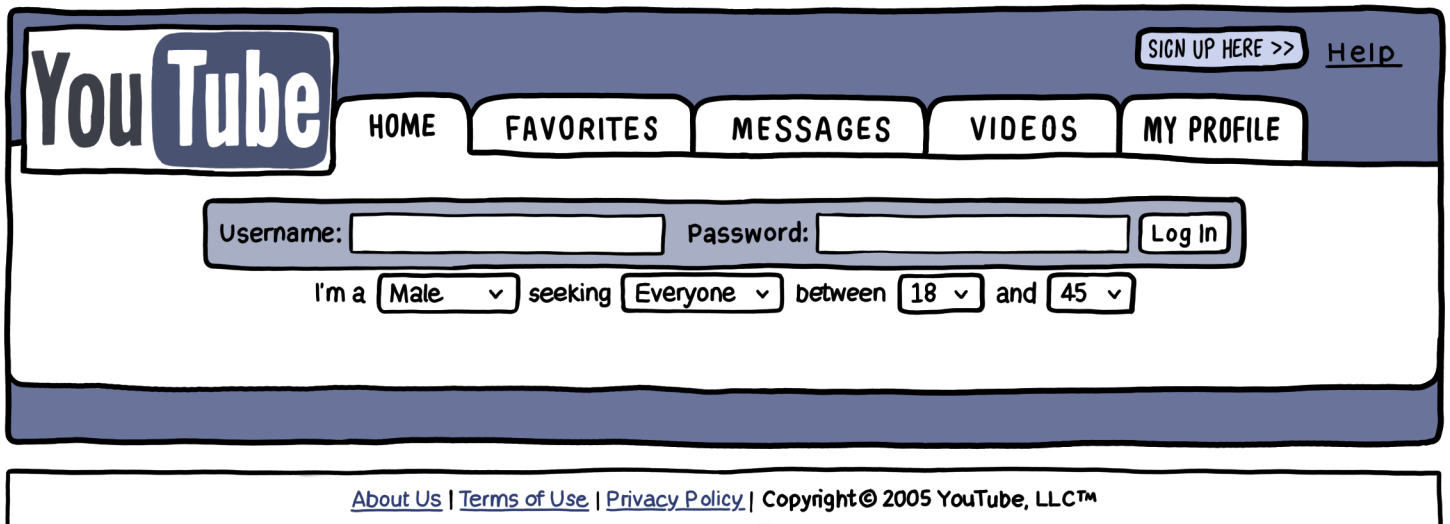 YouTube
SIGN UP HERE >> Help
HOME FAVORITES MESSAGES VIDEOS MY PROFILE
Username: Password: Log In
I'm a Male seeking Everyone between 18 and 45
About Us | Terms of Use | Privacy Policy | Copyright© 2005 YouTube, LLC™